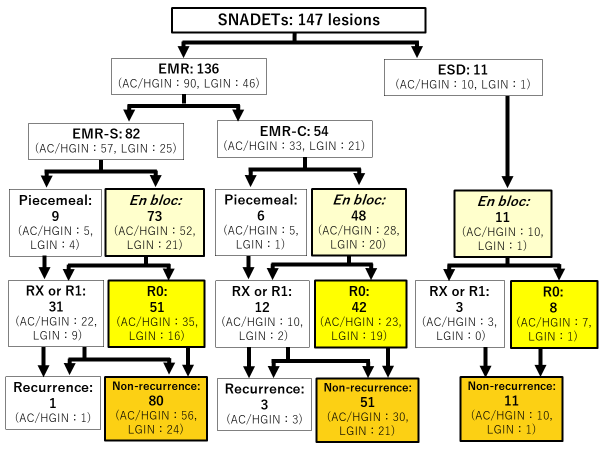 SNADETs: 147 lesions
EMR: 136
(AC/HGIN：90, LGIN：46)
ESD: 11
(AC/HGIN：10, LGIN：1)
EMR-S: 82
(AC/HGIN：57, LGIN：25)
EMR-C: 54
(AC/HGIN：33, LGIN：21)
Piecemeal:
9
(AC/HGIN：5,
LGIN：4)
En bloc:
73
(AC/HGIN：52,
LGIN：21)
Piecemeal:
6
(AC/HGIN：5,
LGIN：1)
En bloc:
48
(AC/HGIN：28,
LGIN：20)
En bloc:
11
(AC/HGIN：10,
LGIN：1)
RX or R1:
31
(AC/HGIN：22,
LGIN：9)
R0:
51
(AC/HGIN：35,
LGIN：16)
RX or R1:
12
(AC/HGIN：10,
LGIN：2)
R0:
42
(AC/HGIN：23,
LGIN：19)
RX or R1:
3
(AC/HGIN：3,
LGIN：0)
R0:
8
(AC/HGIN：7,
LGIN：1)
Recurrence:
1
(AC/HGIN：1)
Non-recurrence:
80
(AC/HGIN：56,
LGIN：24)
Recurrence:
3
(AC/HGIN：3)
Non-recurrence:
51
(AC/HGIN：30,
LGIN：21)
Non-recurrence:
11
(AC/HGIN：10,
LGIN：1)